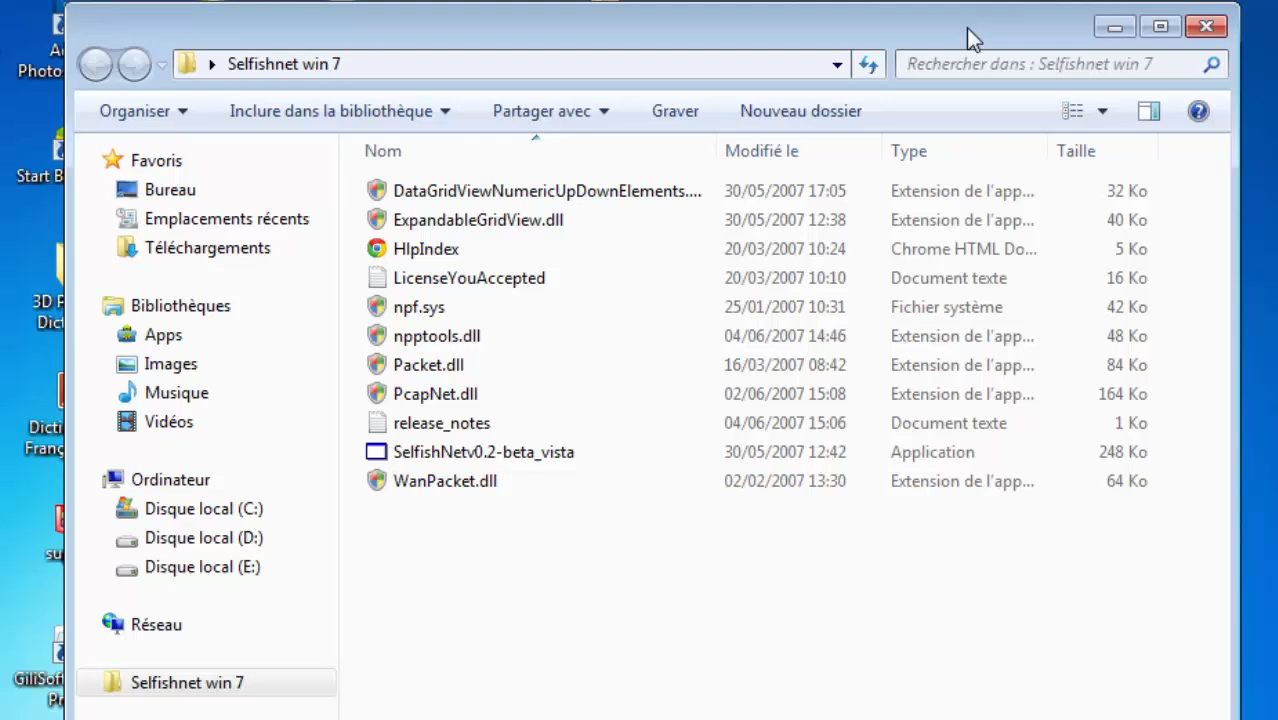 Selfishnet win 7
Rechercher dans : Selfishnet win 7
Organiser Inclure dans la bibliothèque Partager avec Graver Nouveau dossier
Nom Modifié le Type Taille
DataGridViewNumericUpDownElements.... 30/05/2007 17:05 Extension de l'app... 32 Ko
ExpandableGridView.dll 30/05/2007 12:38 Extension de l'app... 40 Ko
HlpIndex 20/03/2007 10:24 Chrome HTML Do... 5 Ko
LicenseYouAccepted 20/03/2007 10:10 Document texte 16 Ko
npf.sys 25/01/2007 10:31 Fichier système 42 Ko
npptools.dll 04/06/2007 14:46 Extension de l'app... 48 Ko
Packet.dll 16/03/2007 08:42 Extension de l'app... 84 Ko
PcapNet.dll 02/06/2007 15:08 Extension de l'app... 164 Ko
release_notes 04/06/2007 15:06 Document texte 1 Ko
SelfishNetv0.2-beta_vista 30/05/2007 12:42 Application 248 Ko
WanPacket.dll 02/02/2007 13:30 Extension de l'app... 64 Ko
Favoris
Bureau
Emplacements récents
Téléchargements
Bibliothèques
Apps
Images
Musique
Vidéos
Ordinateur
Disque local (C:)
Disque local (D:)
Disque local (E:)
Réseau
Selfishnet win 7
Photo
Start B
3D P
Dict
Dicti
Franç
su
GiliSof
Pr